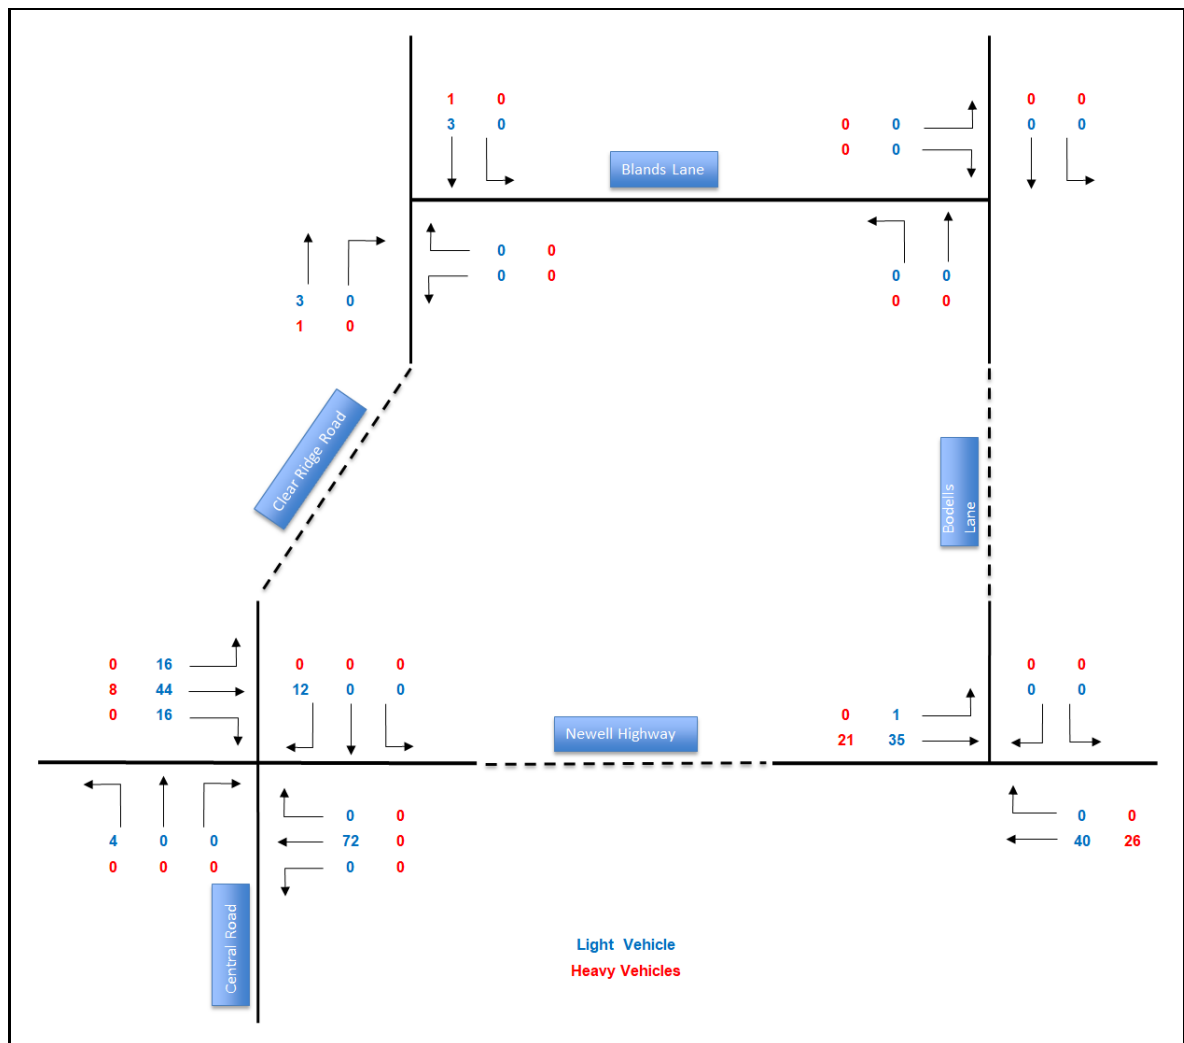 1 0
3 0
0 0
0 0
0 0
0 0
Blands Lane
0 0
0 0
3 0
1 0
0 0
0 0
Clear Ridge Road
Bodells
Lane
0 16
8 44
0 16
0 0 0
12 0 0
Newell Highway
0 1
21 35
0 0
0 0
4 0 0
0 0 0
0 0
72 0
0 0
0 0
40 26
Central Road
Light Vehicle
Heavy Vehicles